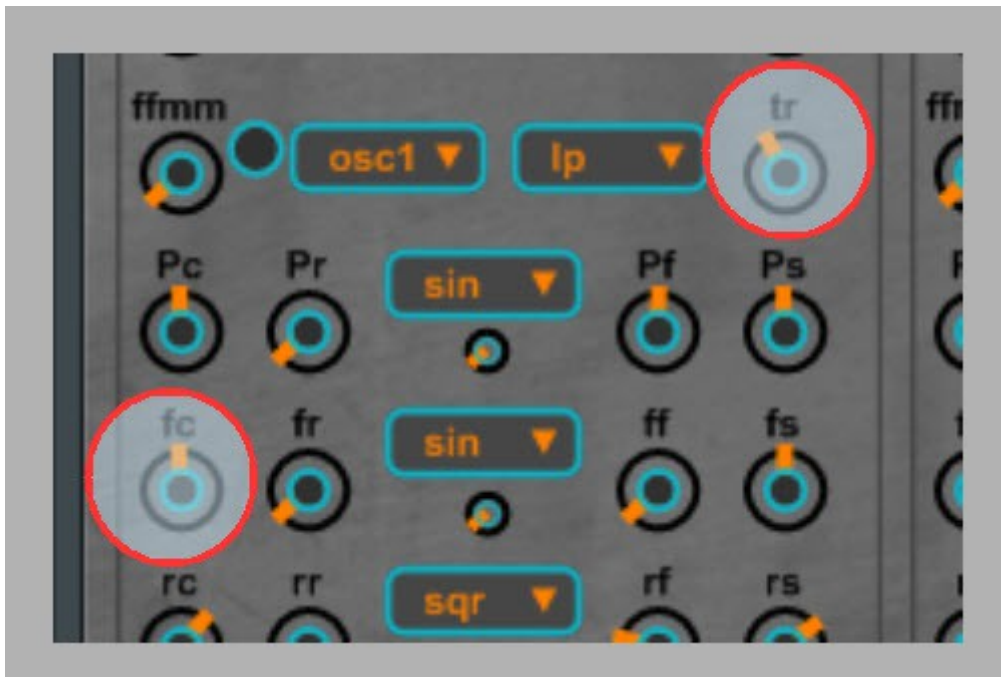 ffmm tr
osc1 lp
Pc Pr sin Pf Ps
fc fr sin ff fs
rc rr sqr rf rs